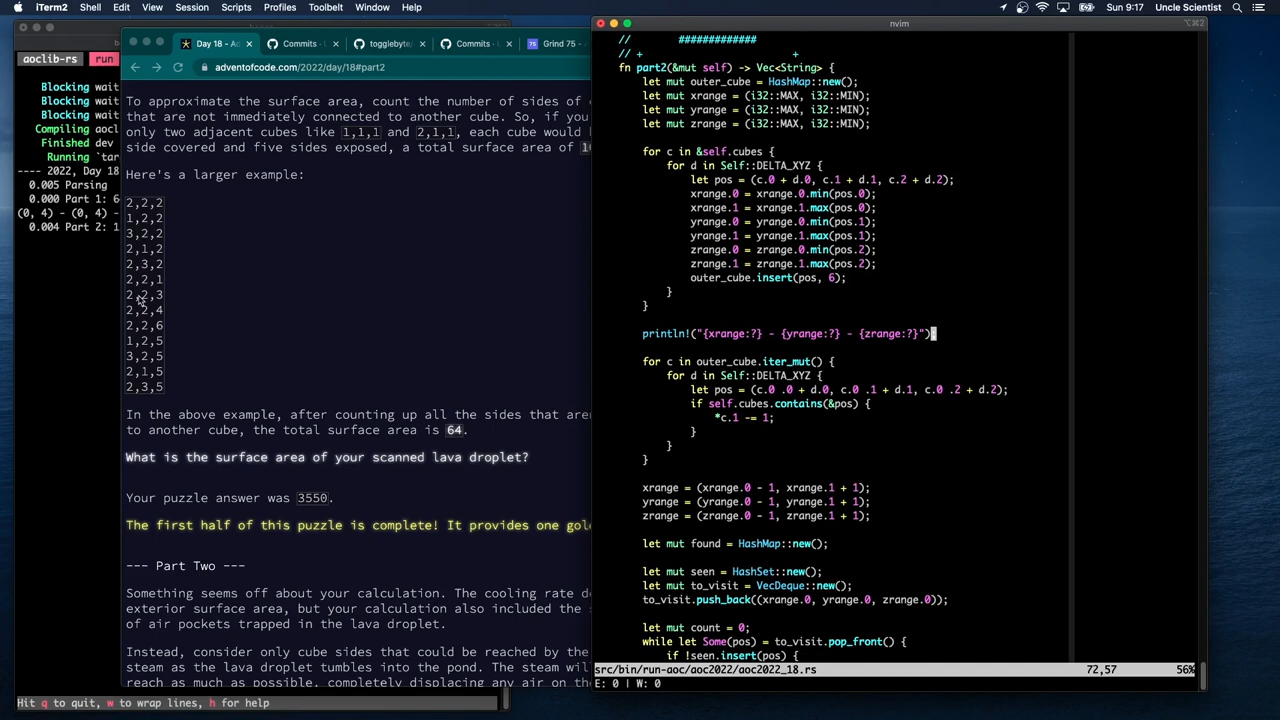 iTerm2 Shell Edit View Session Scripts Profiles Toolbelt Window Help Sun 9:17 Uncle Scientist
aoclib-rs run
Blocking wait
Blocking wait
Blocking wait
Compiling aocl
Finished dev
Running `tar
---- 2022, Day 18
0.005 Parsing
0.000 Part 1: 6
(0, 4) - (0, 4) -
0.004 Part 2: 1
Hit q to quit, w to wrap lines, h for help
Day 18 - Ad
Commits ·
togglebyte/
Commits ·
Grind 75 -
adventofcode.com/2022/day/18#part2
To approximate the surface area, count the number of sides of
that are not immediately connected to another cube. So, if you
only two adjacent cubes like 1,1,1 and 2,1,1, each cube would
side covered and five sides exposed, a total surface area of
Here's a larger example:
2,2,2
1,2,2
3,2,2
2,1,2
2,3,2
2,2,1
2,2,3
2,2,4
2,2,6
1,2,5
3,2,5
2,1,5
2,3,5
In the above example, after counting up all the sides that aren
to another cube, the total surface area is 64.
What is the surface area of your scanned lava droplet?
Your puzzle answer was 3550.
The first half of this puzzle is complete! It provides one gol
--- Part Two ---
Something seems off about your calculation. The cooling rate de
exterior surface area, but your calculation also included the s
of air pockets trapped in the lava droplet.
Instead, consider only cube sides that could be reached by the
steam as the lava droplet tumbles into the pond. The steam will
reach as much as possible, completely displacing any air on the
nvim
⌥⌘2
// #############
// + +
fn part2(&mut self) -> Vec<String> {
let mut outer_cube = HashMap::new();
let mut xrange = (i32::MAX, i32::MIN);
let mut yrange = (i32::MAX, i32::MIN);
let mut zrange = (i32::MAX, i32::MIN);
for c in &self.cubes {
for d in Self::DELTA_XYZ {
let pos = (c.0 + d.0, c.1 + d.1, c.2 + d.2);
xrange.0 = xrange.0.min(pos.0);
xrange.1 = xrange.1.max(pos.0);
yrange.0 = yrange.0.min(pos.1);
yrange.1 = yrange.1.max(pos.1);
zrange.0 = zrange.0.min(pos.2);
zrange.1 = zrange.1.max(pos.2);
outer_cube.insert(pos, 6);
}
}
println!("{xrange:?} - {yrange:?} - {zrange:?}");
for c in outer_cube.iter_mut() {
for d in Self::DELTA_XYZ {
let pos = (c.0 .0 + d.0, c.0 .1 + d.1, c.0 .2 + d.2);
if self.cubes.contains(&pos) {
*c.1 -= 1;
}
}
}
xrange = (xrange.0 - 1, xrange.1 + 1);
yrange = (yrange.0 - 1, yrange.1 + 1);
zrange = (zrange.0 - 1, zrange.1 + 1);
let mut found = HashMap::new();
let mut seen = HashSet::new();
let mut to_visit = VecDeque::new();
to_visit.push_back((xrange.0, yrange.0, zrange.0));
let mut count = 0;
while let Some(pos) = to_visit.pop_front() {
if !seen.insert(pos) {
src/bin/run-aoc/aoc2022/aoc2022_18.rs 72,57 56%
E: 0 | W: 0